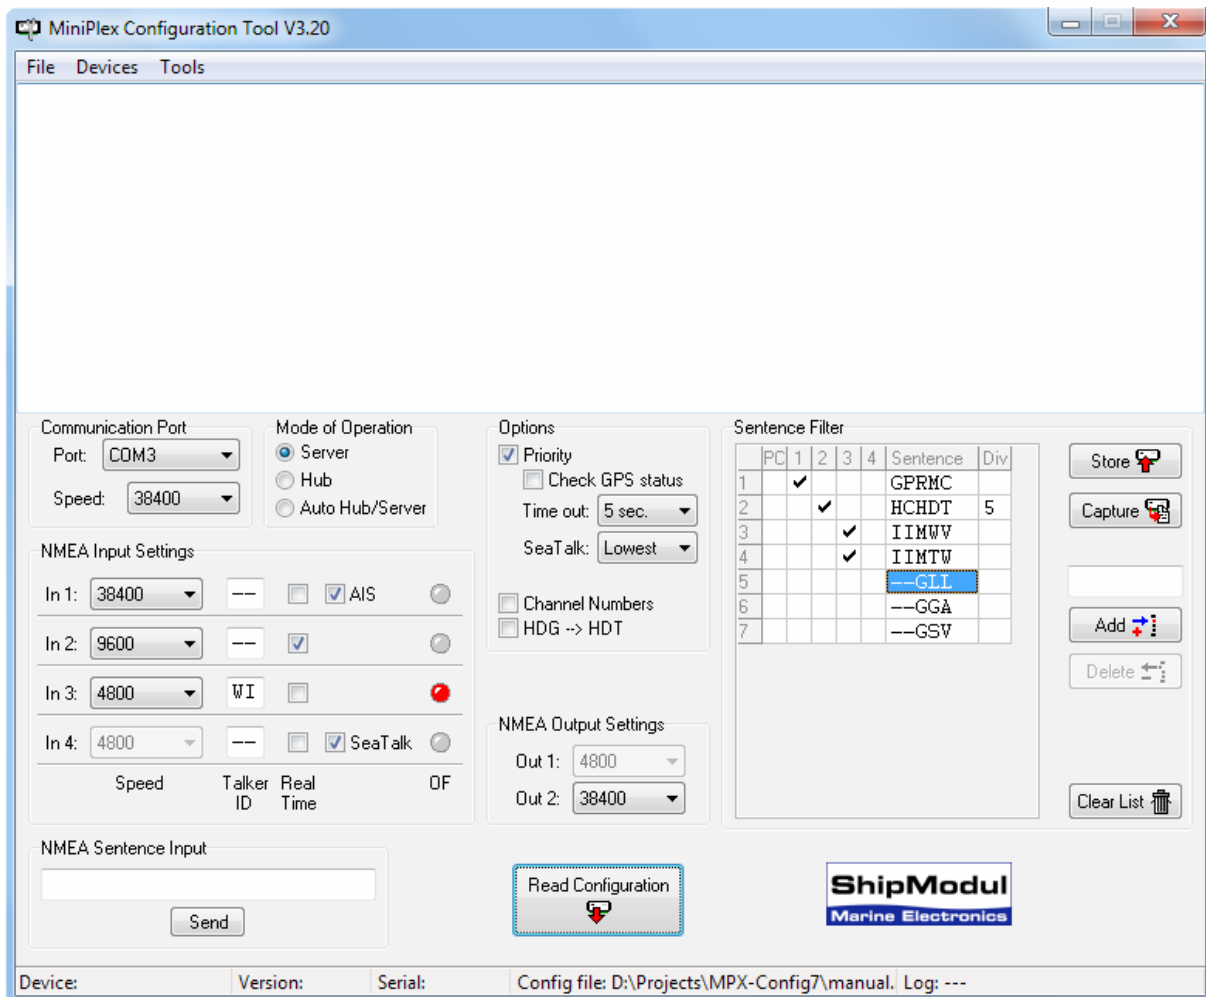 MiniPlex Configuration Tool V3.20
File Devices Tools
Communication Port
Port: COM3
Speed: 38400
Mode of Operation
Server
Hub
Auto Hub/Server
NMEA Input Settings
In 1: 38400 -- AIS
In 2: 9600 --
In 3: 4800 WI
In 4: 4800 -- SeaTalk
Speed Talker ID Real Time OF
NMEA Sentence Input
Send
Options
Priority
Check GPS status
Time out: 5 sec.
SeaTalk: Lowest
Channel Numbers
HDG --> HDT
NMEA Output Settings
Out 1: 4800
Out 2: 38400
Read Configuration
Sentence Filter
PC 1 2 3 4 Sentence Div
1 ✓ GPRMC
2 ✓ HCHDT 5
3 ✓ IIMWV
4 ✓ IIMTW
5 --GLL
6 --GGA
7 --GSV
Store
Capture
Add
Delete
Clear List
ShipModul
Marine Electronics
Device: Version: Serial: Config file: D:\Projects\MPX-Config7\manual. Log: ---